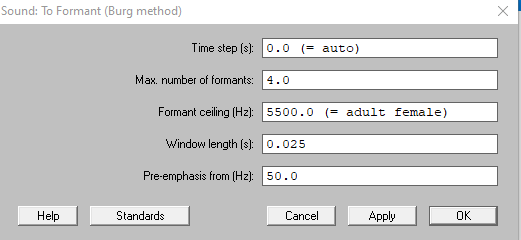 Sound: To Formant (Burg method)
Time step (s): 0.0 (= auto)
Max. number of formants: 4.0
Formant ceiling (Hz): 5500.0 (= adult female)
Window length (s): 0.025
Pre-emphasis from (Hz): 50.0
Help Standards Cancel Apply OK